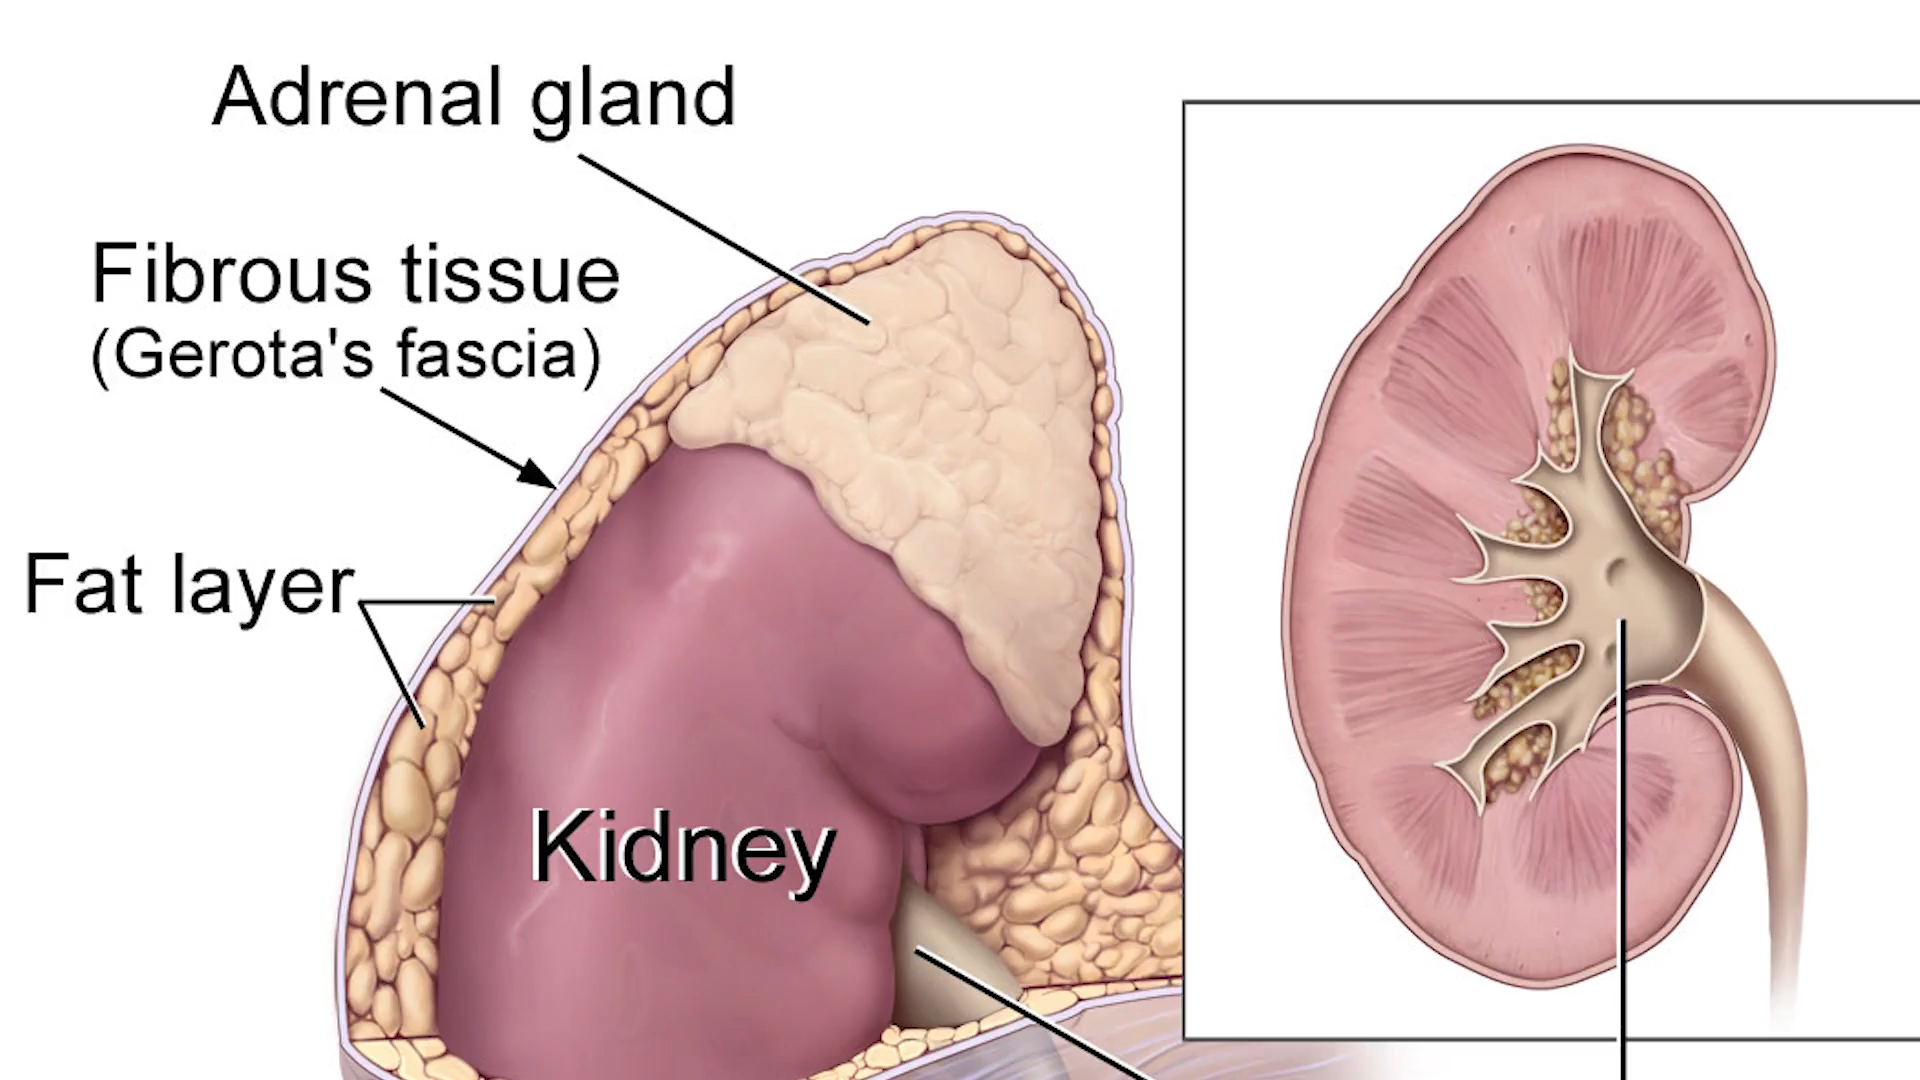 Adrenal gland
Fibrous tissue
(Gerota's fascia)
Fat layer
Kidney